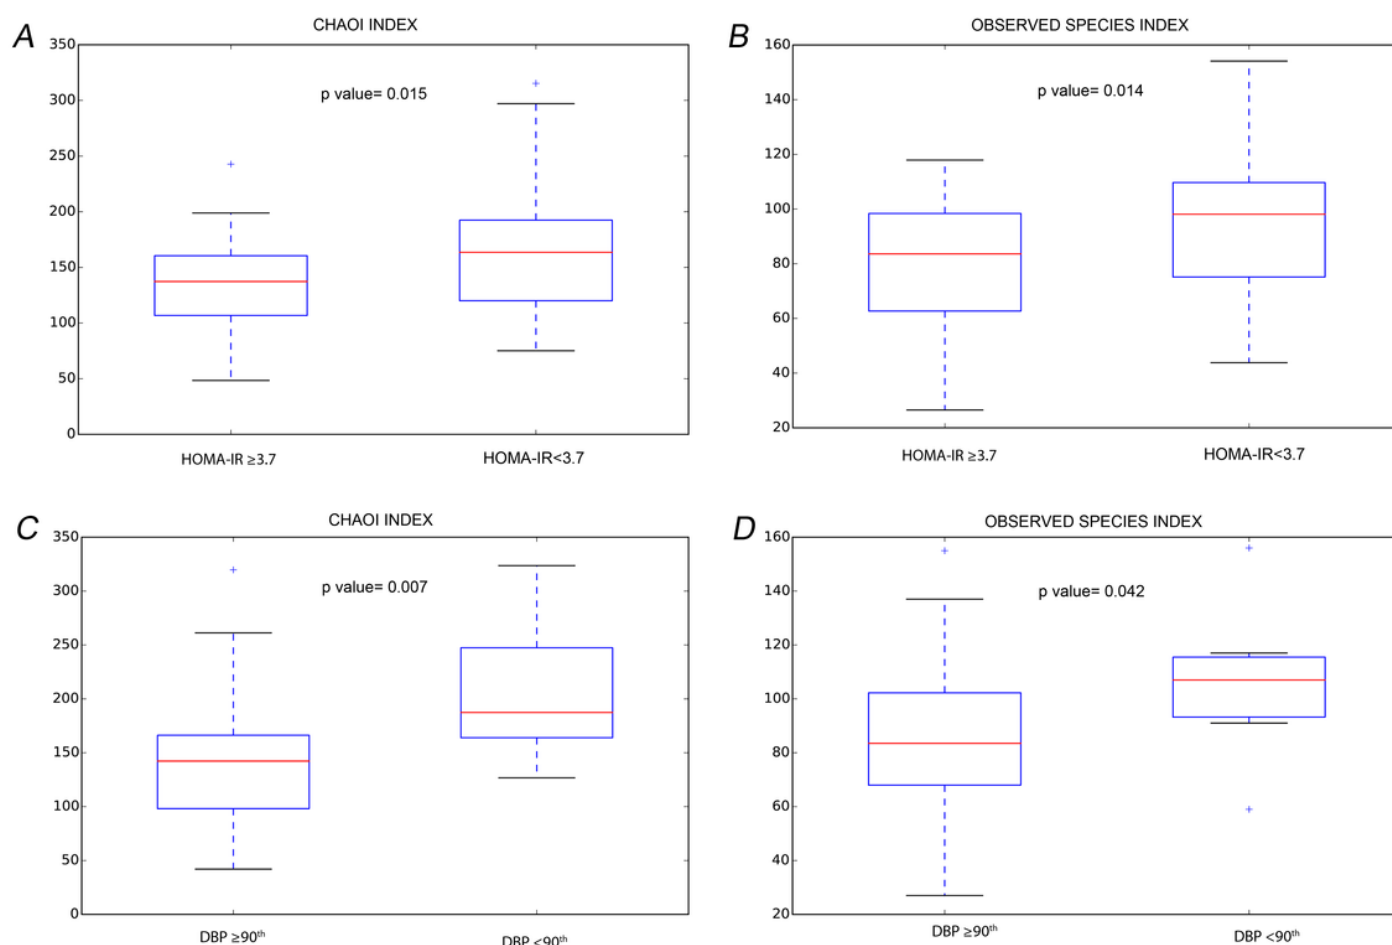 A
CHAOI INDEX
350
300
250
200
150
100
50
0
p value= 0.015
HOMA-IR ≥3.7
HOMA-IR<3.7
B
OBSERVED SPECIES INDEX
160
140
120
100
80
60
40
20
p value= 0.014
HOMA-IR ≥3.7
HOMA-IR<3.7
C
CHAOI INDEX
350
300
250
200
150
100
50
0
p value= 0.007
DBP ≥90th
DBP <90th
D
OBSERVED SPECIES INDEX
160
140
120
100
80
60
40
20
p value= 0.042
DBP ≥90th
DBP <90th